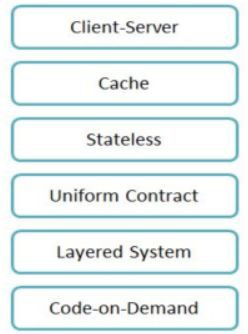 Client-Server
Cache
Stateless
Uniform Contract
Layered System
Code-on-Demand